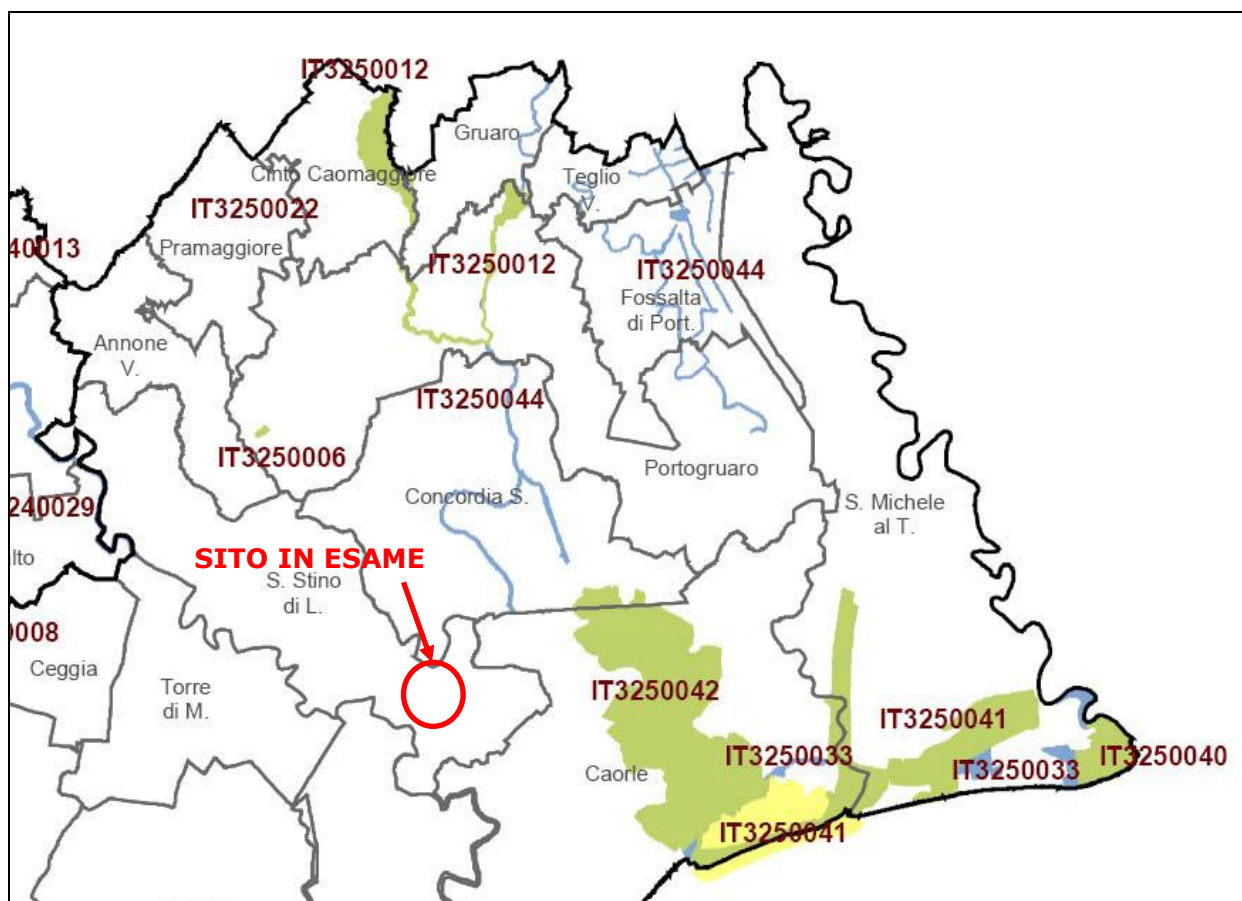 IT3250012
Gruaro
Cinto Caomaggiore
Teglio
V.
IT3250022
Pramaggiore
40013
IT3250012
IT3250044
Fossalta
di Port.
Annone
V.
IT3250044
IT3250006
Portogruaro
Concordia S.
S. Michele
al T.
240029
lto
SITO IN ESAME
S. Stino
di L.
0008
Ceggia
Torre
di M.
IT3250042
IT3250041
IT3250033
IT3250033
IT3250040
Caorle
IT3250041